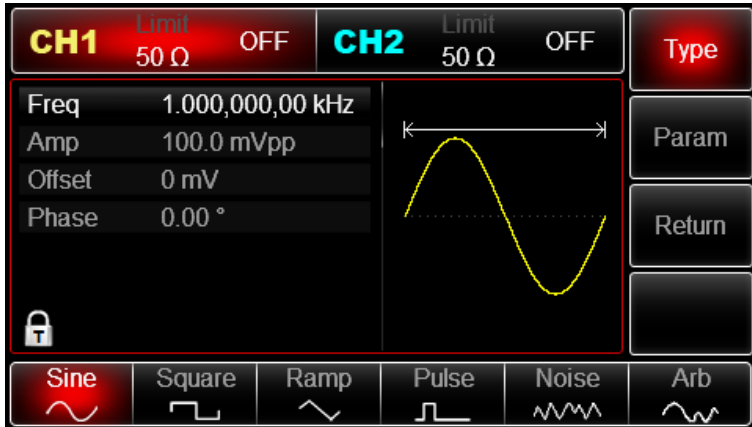 CH1 Limit 50 Ω OFF CH2 Limit 50 Ω OFF
Type
Freq 1.000,000,00 kHz
Amp 100.0 mVpp
Offset 0 mV
Phase 0.00 °
T
Param
Return
Sine Square Ramp Pulse Noise Arb